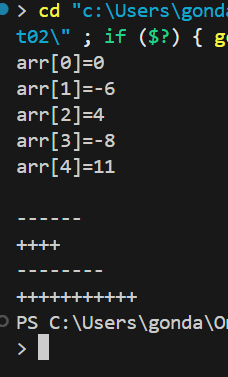 > cd "c:\Users\gonda
t02\" ; if ($?) { g
arr[0]=0
arr[1]=-6
arr[2]=4
arr[3]=-8
arr[4]=11

------
++++
--------
+++++++++++
PS C:\Users\gonda\On
>